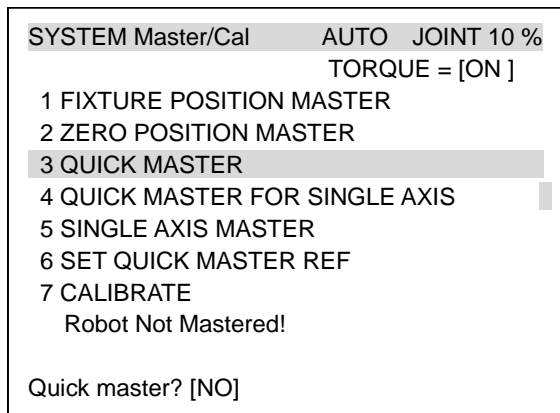 SYSTEM Master/Cal AUTO JOINT 10 %
TORQUE = [ON ]
1 FIXTURE POSITION MASTER
2 ZERO POSITION MASTER
3 QUICK MASTER
4 QUICK MASTER FOR SINGLE AXIS
5 SINGLE AXIS MASTER
6 SET QUICK MASTER REF
7 CALIBRATE
Robot Not Mastered!
Quick master? [NO]